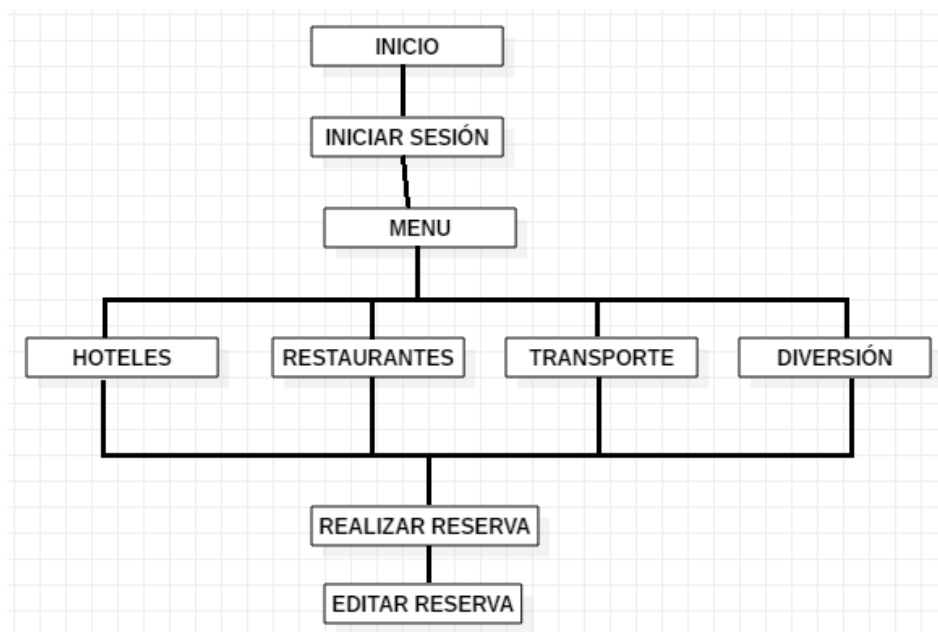 INICIO
INICIAR SESIÓN
MENU
HOTELES
RESTAURANTES
TRANSPORTE
DIVERSIÓN
REALIZAR RESERVA
EDITAR RESERVA